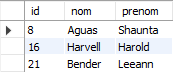 id nom prenom
8 Aguas Shaunta
16 Harvell Harold
21 Bender Leeann